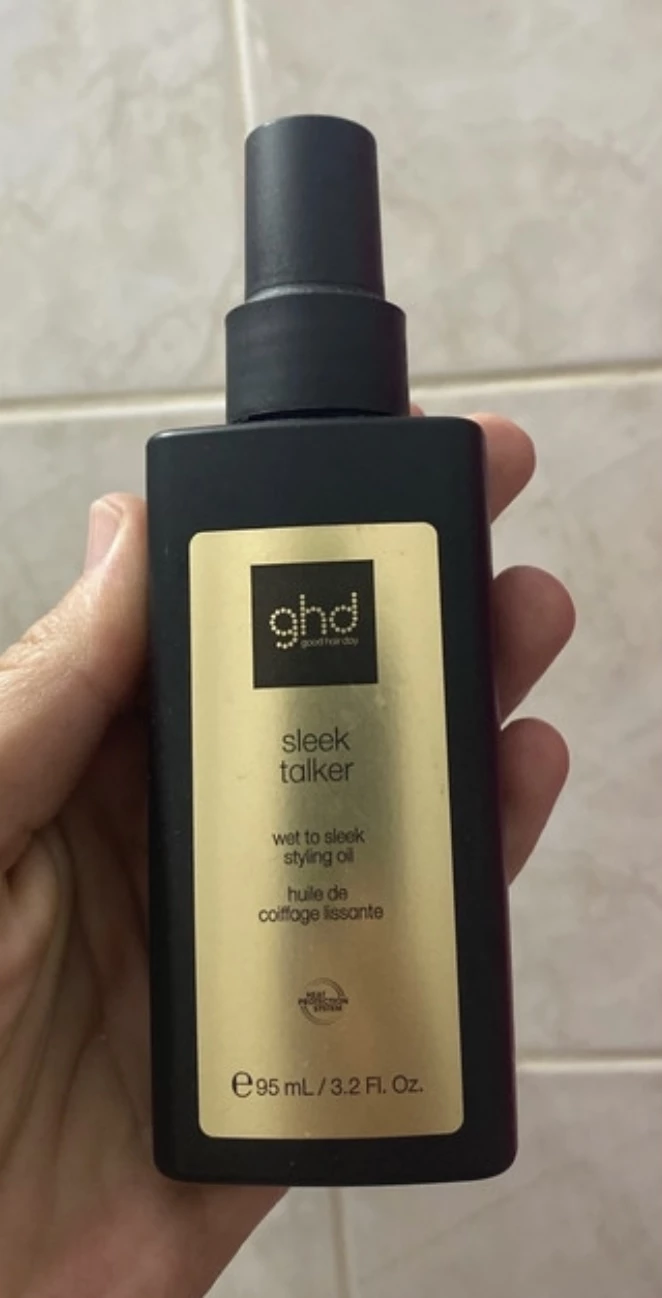 ghd
good hair day
sleek
talker
wet to sleek
styling oil
huile de
coiffage lissante
HEAT
PROTECTION
SYSTEM
℮95 mL / 3.2 Fl. Oz.